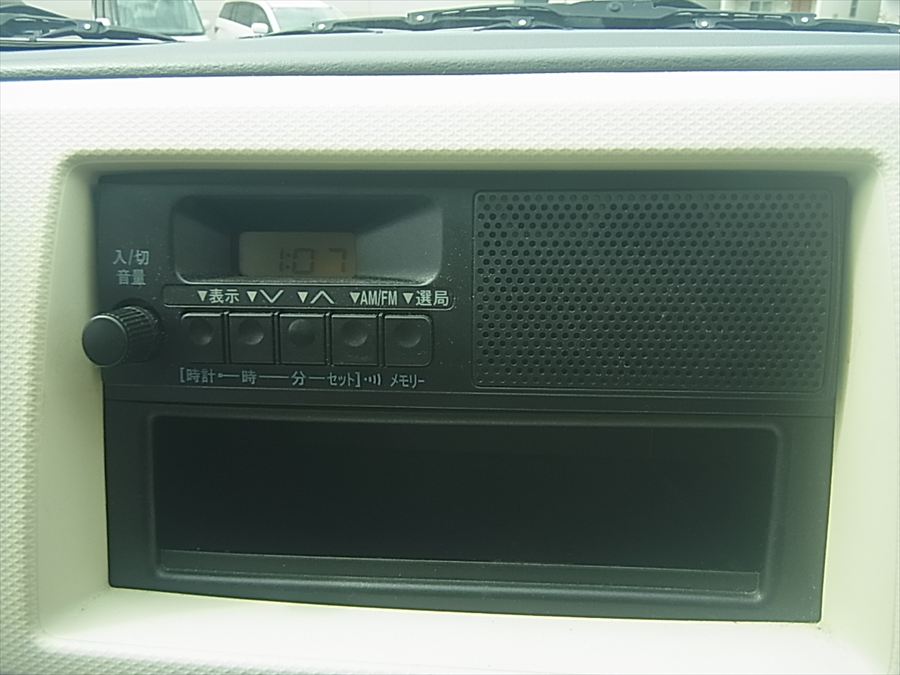 1:07
入/切
音量
▼表示 ▼∨ ▼∧ ▼AM/FM ▼選局
[時計 時 分 セット] メモリー